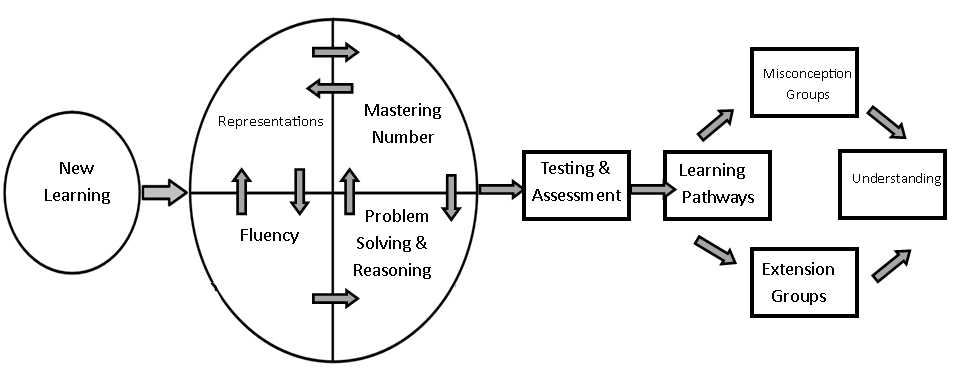 New
Learning
Representations
Mastering
Number
Fluency
Problem
Solving &
Reasoning
Testing &
Assessment
Learning
Pathways
Misconception
Groups
Extension
Groups
Understanding